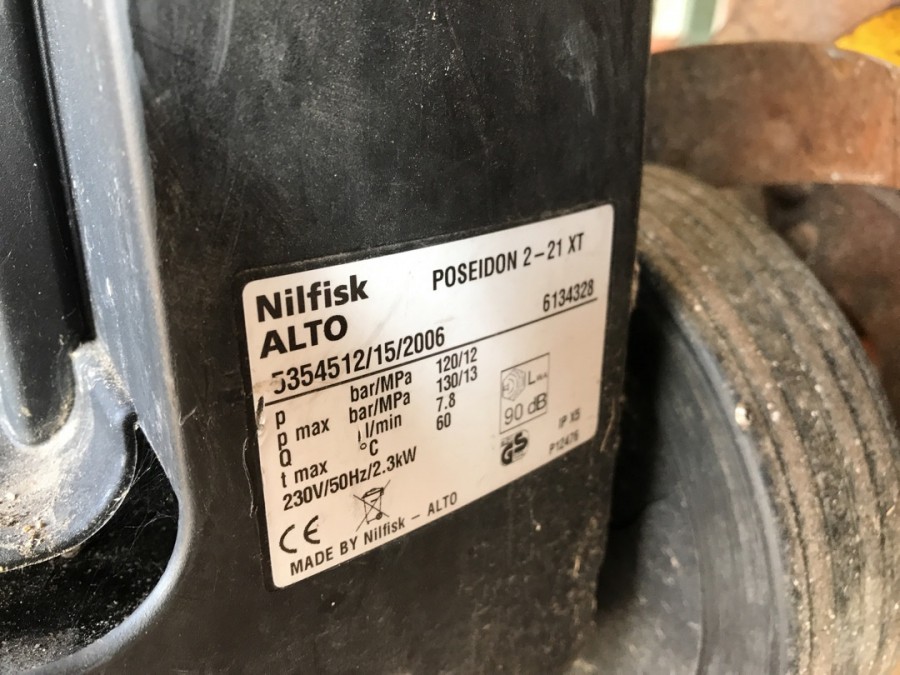 Nilfisk
ALTO
POSEIDON 2-21 XT
5354512/15/2006
6134328
p bar/MPa 120/12
p max bar/MPa 130/13
Q l/min 7.8
t max °C 60
230V/50Hz/2.3kW
LWA
90 dB
GS
IP X5
P12476
CE
MADE BY Nilfisk - ALTO